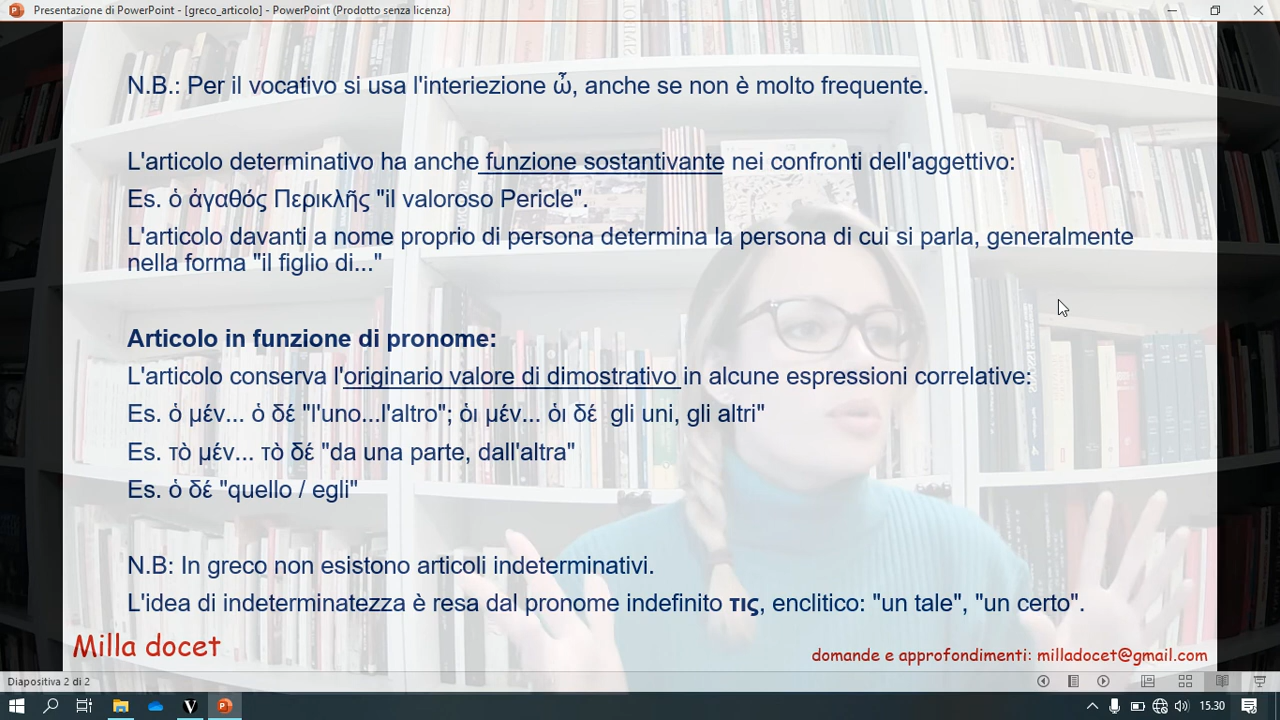 Presentazione di PowerPoint - [greco_articolo] - PowerPoint (Prodotto senza licenza)
N.B.: Per il vocativo si usa l'interiezione ὦ, anche se non è molto frequente.
L'articolo determinativo ha anche funzione sostantivante nei confronti dell'aggettivo:
Es. ὁ ἀγαθός Περικλῆς "il valoroso Pericle".
L'articolo davanti a nome proprio di persona determina la persona di cui si parla, generalmente
nella forma "il figlio di..."
Articolo in funzione di pronome:
L'articolo conserva l'originario valore di dimostrativo in alcune espressioni correlative:
Es. ὁ μέν... ὁ δέ "l'uno...l'altro"; ὁι μέν... ὁι δέ  gli uni, gli altri"
Es. τὸ μέν... τὸ δέ "da una parte, dall'altra"
Es. ὁ δέ "quello / egli"
N.B: In greco non esistono articoli indeterminativi.
L'idea di indeterminatezza è resa dal pronome indefinito τις, enclitico: "un tale", "un certo".
Milla docet
domande e approfondimenti: milladocet@gmail.com
Diapositiva 2 di 2
15.30